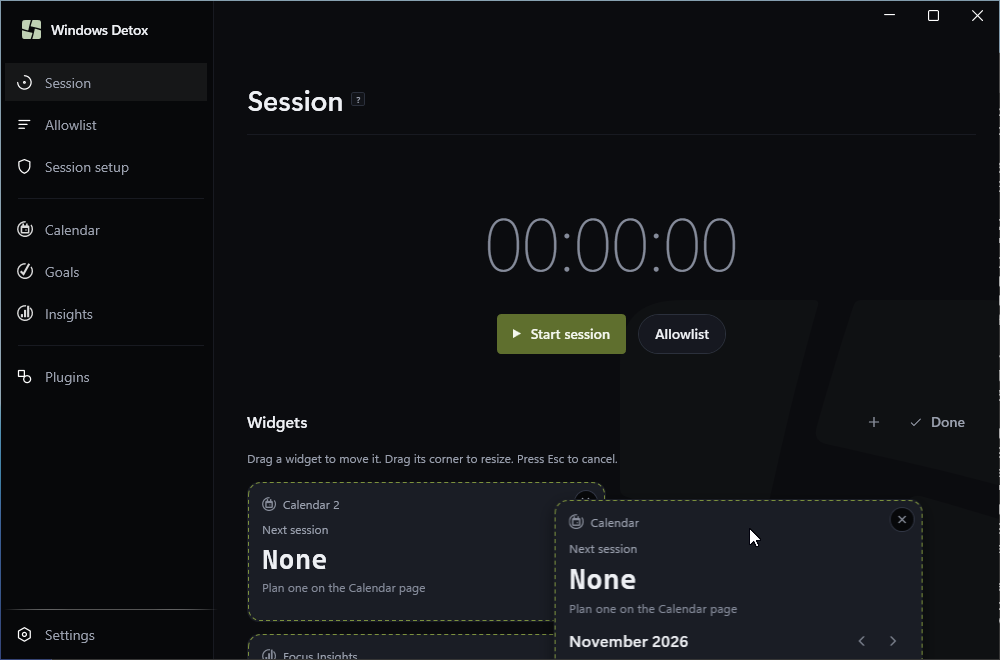 Windows Detox
Session
Allowlist
Session setup
Calendar
Goals
Insights
Plugins
Settings
Session ?
00:00:00
Start session
Allowlist
Widgets
Done
Drag a widget to move it. Drag its corner to resize. Press Esc to cancel.
Calendar 2
Next session
None
Plan one on the Calendar page
Focus Insights
Calendar
Next session
None
Plan one on the Calendar page
November 2026